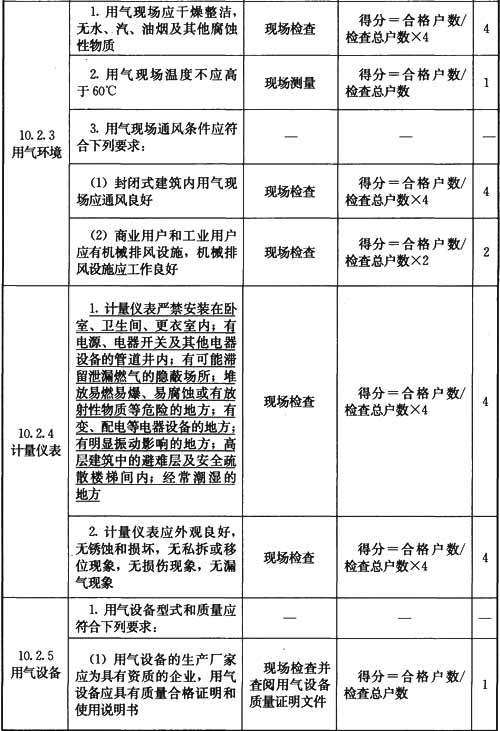 10.2.3
用气环境
1. 用气现场应干燥整洁，
无水、汽、油烟及其他腐蚀
性物质
现场检查
得分＝合格户数/
检查总户数×4
4
2. 用气现场温度不应高
于60℃
现场测量
得分＝合格户数/
检查总户数
1
3. 用气现场通风条件应符
合下列要求：
—
—
—
（1）封闭式建筑内用气现
场应通风良好
现场检查
得分＝合格户数/
检查总户数×4
4
（2）商业用户和工业用户
应有机械排风设施，机械排
风设施应工作良好
现场检查
得分＝合格户数/
检查总户数×2
2
10.2.4
计量仪表
1. 计量仪表严禁安装在卧
室、卫生间、更衣室内；有
电源、电器开关及其他电器
设备的管道井内；有可能滞
留泄漏燃气的隐蔽场所；堆
放易燃易爆、易腐蚀或有放
射性物质等危险的地方；有
变、配电等电器设备的地方；
有明显振动影响的地方；高
层建筑中的避难层及安全疏
散楼梯间内；经常潮湿的
地方
现场检查
得分＝合格户数/
检查总户数×4
4
2. 计量仪表应外观良好，
无锈蚀和损坏，无私拆或移
位现象，无损伤现象，无漏
气现象
现场检查
得分＝合格户数/
检查总户数×4
4
10.2.5
用气设备
1. 用气设备型式和质量应
符合下列要求：
—
—
—
（1）用气设备的生产厂家
应为具有资质的企业，用气
设备应具有质量合格证明和
使用说明书
现场检查并
查阅用气设备
质量证明文件
得分＝合格户数/
检查总户数
1